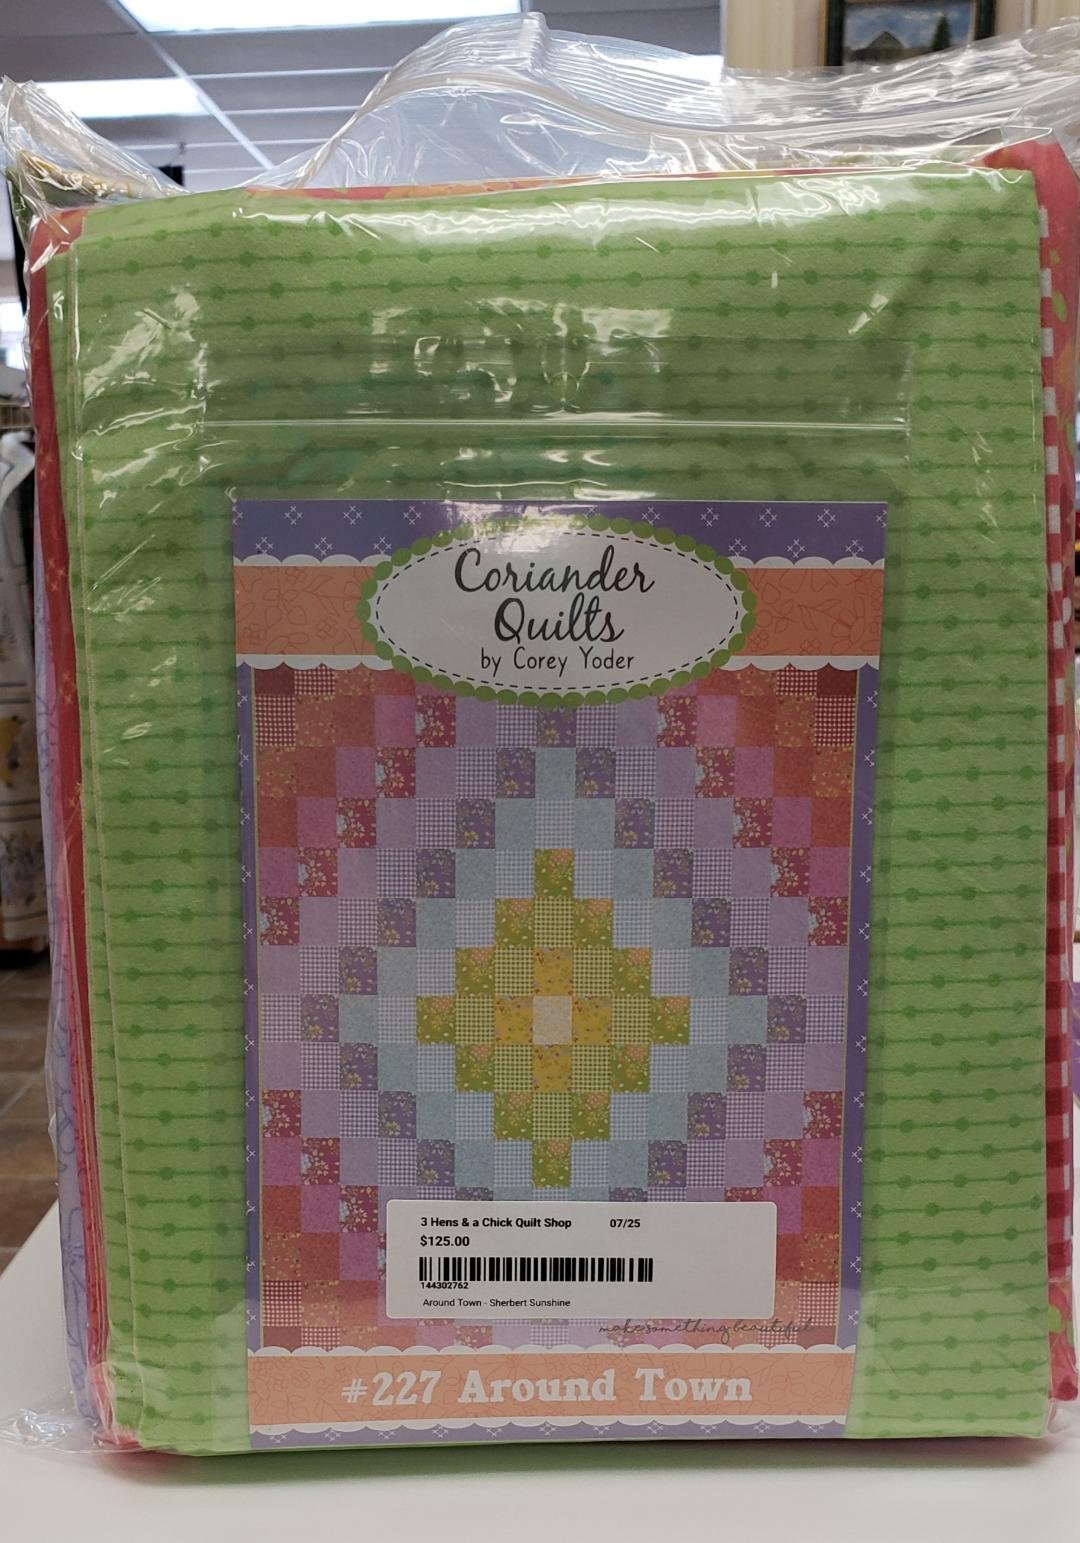 Coriander
Quilts
by Corey Yoder
3 Hens & a Chick Quilt Shop 07/25
$125.00
144302762
Around Town - Sherbert Sunshine
make something beautiful
#227 Around Town